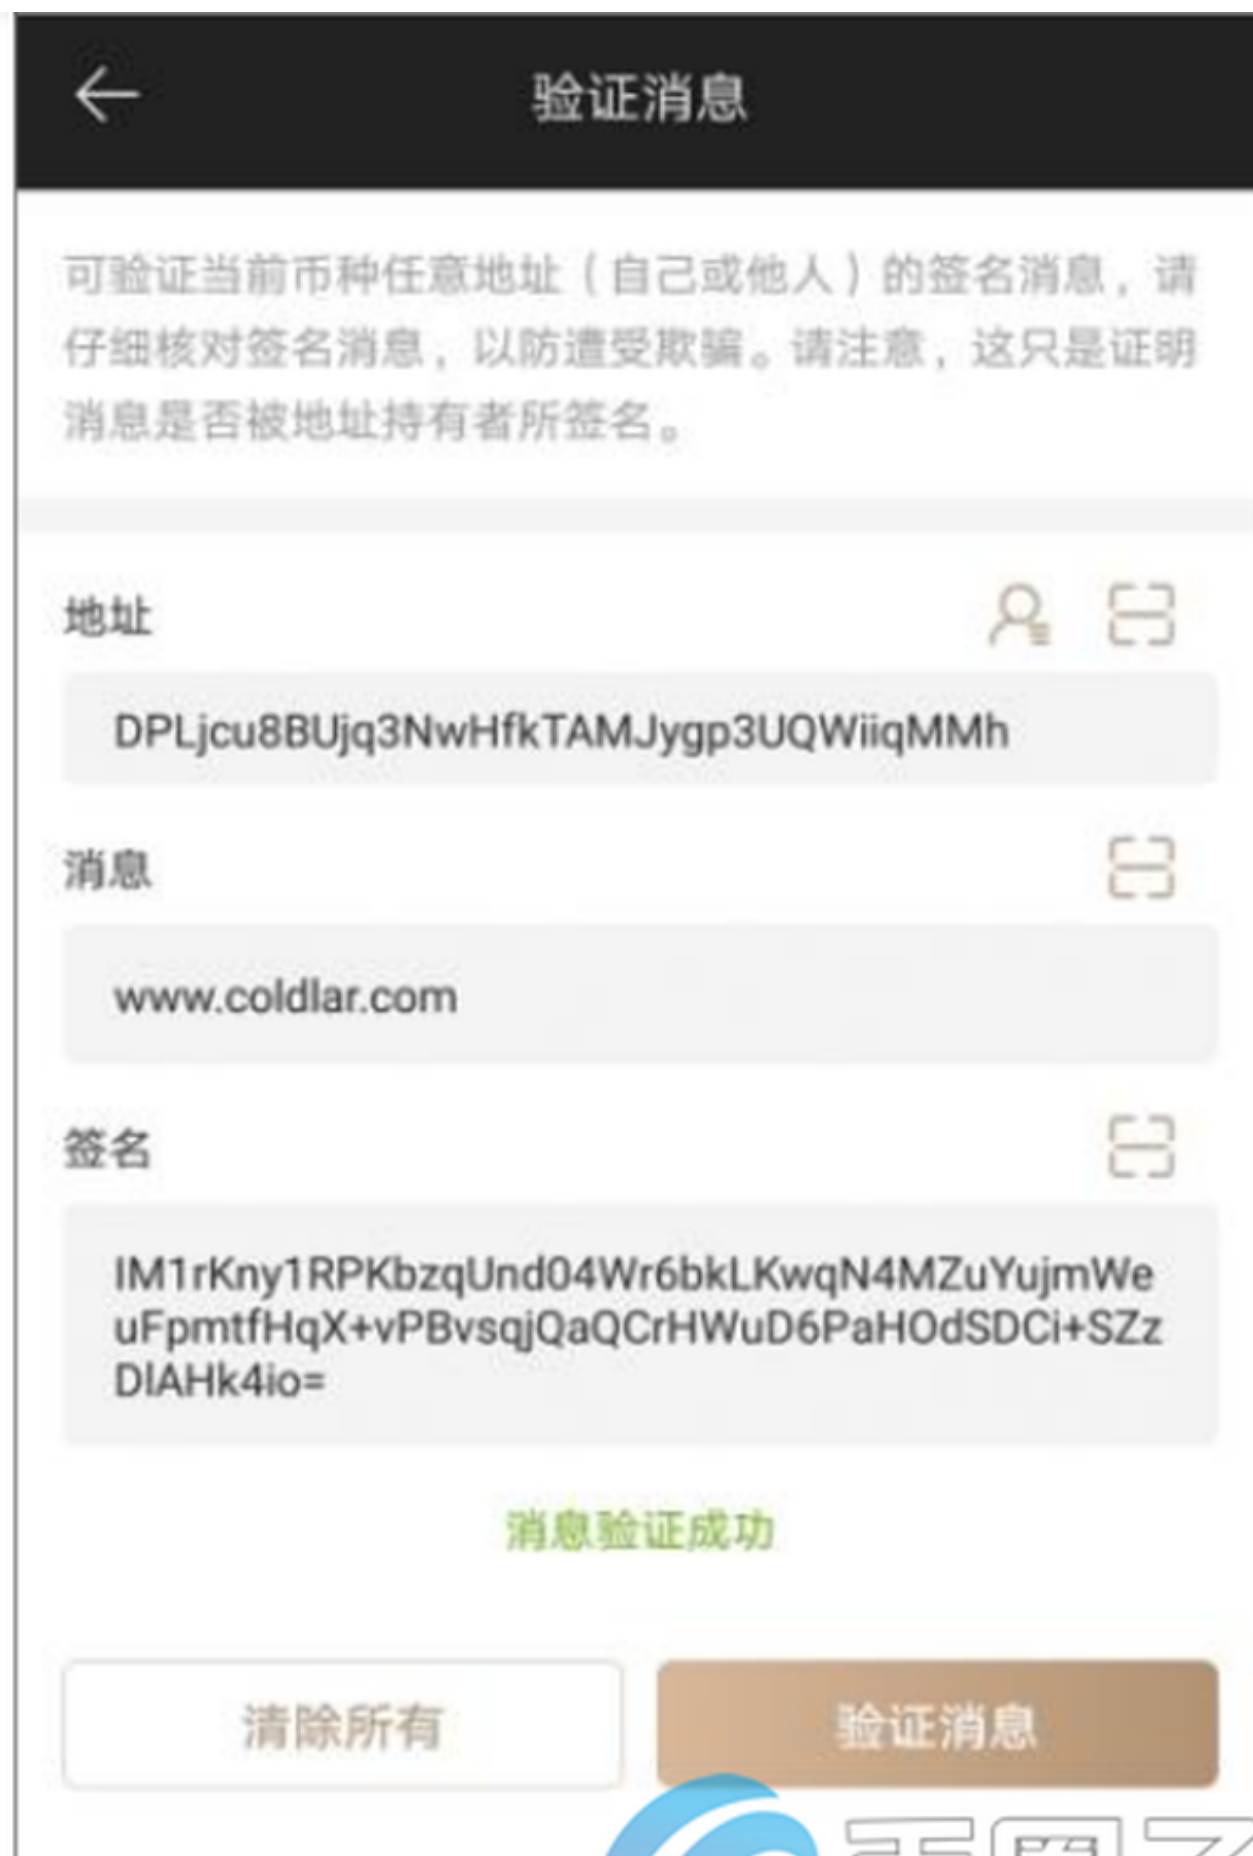 验证消息
可验证当前币种任意地址（自己或他人）的签名消息，请
仔细核对签名消息，以防遭受欺骗。请注意，这只是证明
消息是否被地址持有者所签名。
地址
DPLjcu8BUjq3NwHfkTAMJygp3UQWiiqMMh
消息
www.coldlar.com
签名
IM1rKny1RPKbzqUnd04Wr6bkLKwqN4MZuYujmWe
uFpmtfHqX+vPBvsqjQaQCrHWuD6PaHOdSDCi+SZz
DlAHk4io=
消息验证成功
清除所有
验证消息